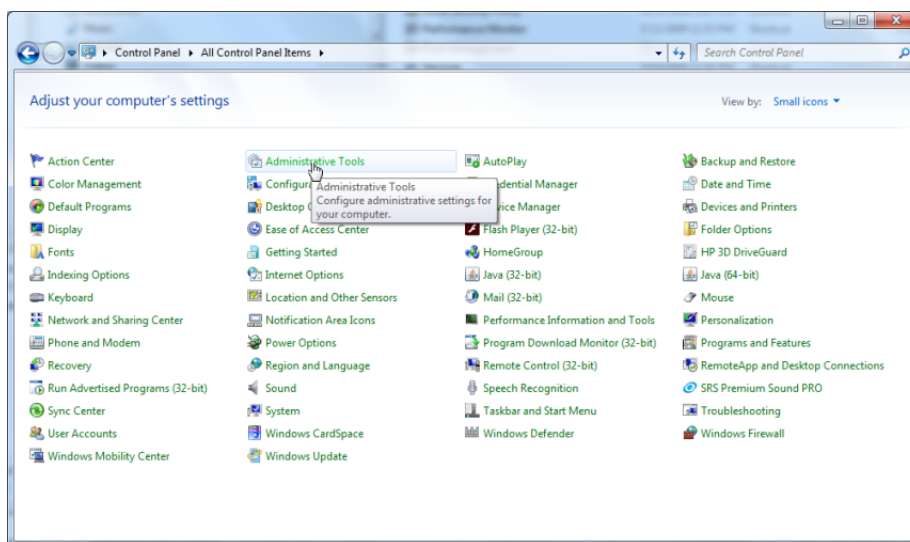 Control Panel All Control Panel Items
Search Control Panel
Adjust your computer's settings
View by: Small icons
Action Center Administrative Tools AutoPlay Backup and Restore
Color Management Date and Time
Administrative Tools
Default Programs Folder Options
Configure administrative settings for
your computer.
Devices and Printers
Display Ease of Access Center Flash Player (32-bit)
Fonts Getting Started HomeGroup HP 3D DriveGuard
Indexing Options Internet Options Java (32-bit) Java (64-bit)
Keyboard Location and Other Sensors Mail (32-bit) Mouse
Network and Sharing Center Notification Area Icons Performance Information and Tools Personalization
Phone and Modem Power Options Program Download Monitor (32-bit) Programs and Features
Recovery Region and Language Remote Control (32-bit) RemoteApp and Desktop Connections
Run Advertised Programs (32-bit) Sound Speech Recognition SRS Premium Sound PRO
Sync Center System Taskbar and Start Menu Troubleshooting
User Accounts Windows CardSpace Windows Defender Windows Firewall
Windows Mobility Center Windows Update